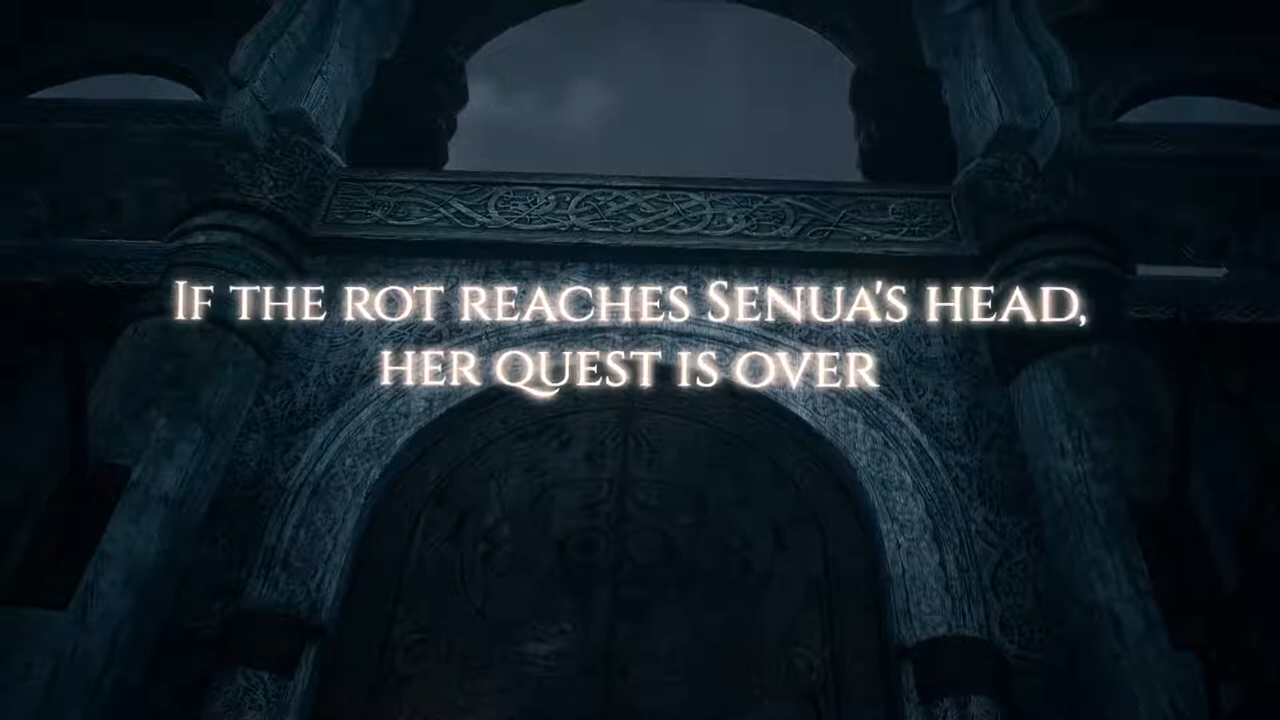 If the rot reaches Senua's head,
her quest is over